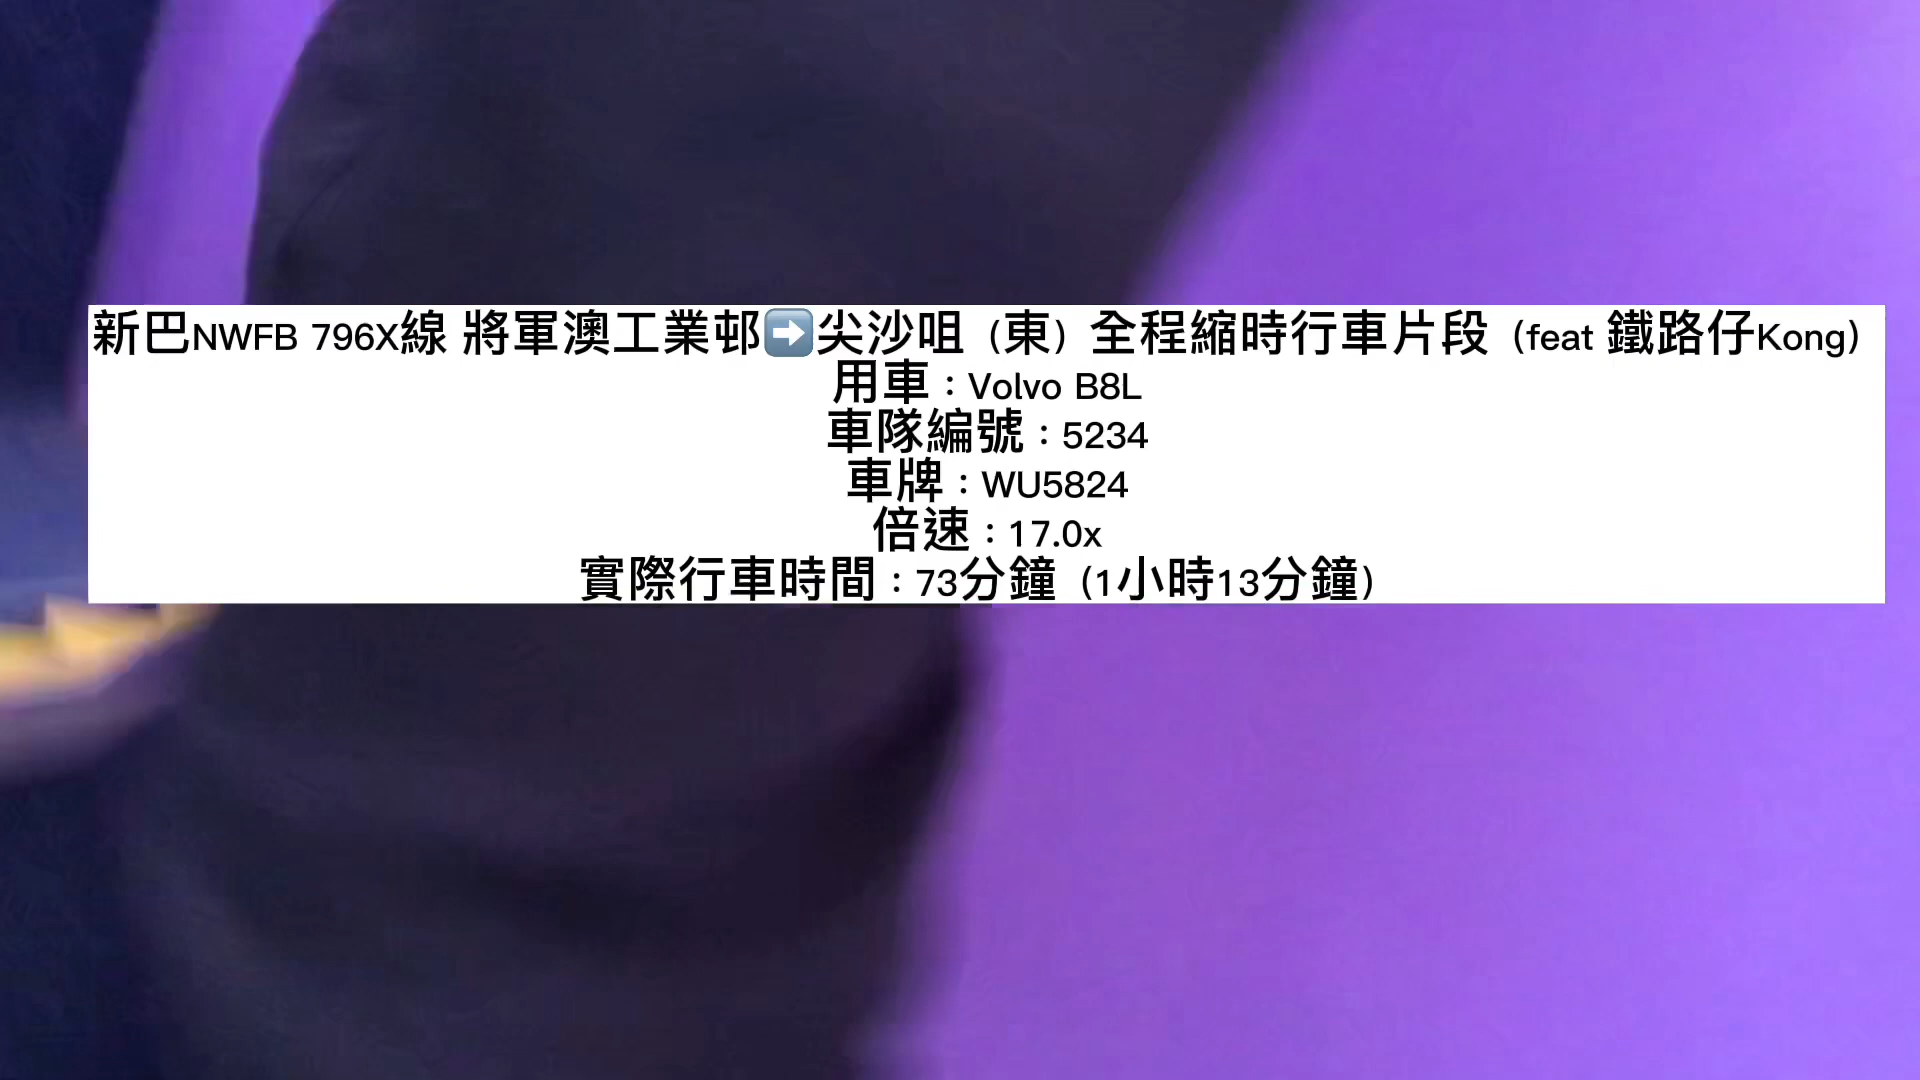 新巴NWFB 796X線 將軍澳工業邨➡️尖沙咀（東）全程縮時行車片段（feat 鐵路仔Kong）
用車：Volvo B8L
車隊編號：5234
車牌：WU5824
倍速：17.0x
實際行車時間：73分鐘（1小時13分鐘）